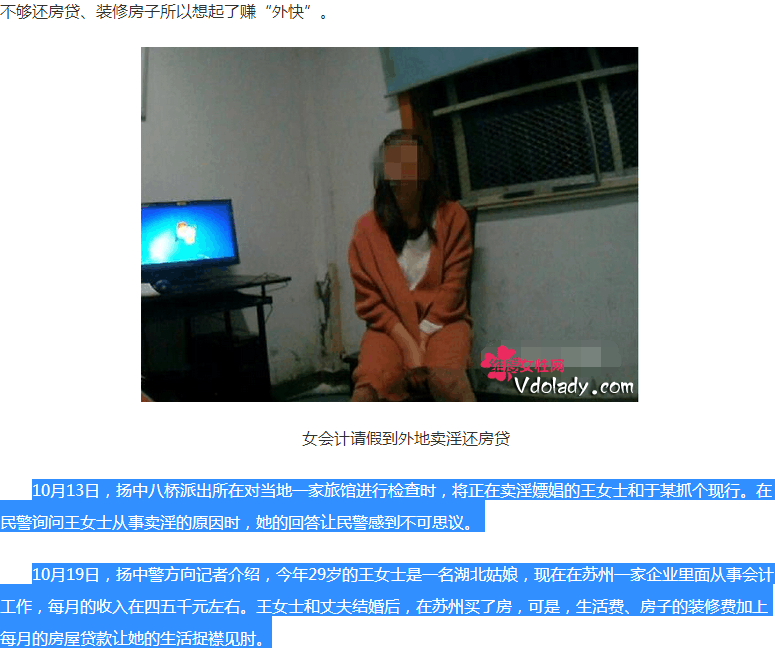 不够还房贷、装修房子所以想起了赚“外快”。
维度女性网
Vdolady.com
女会计请假到外地卖淫还房贷
10月13日，扬中八桥派出所在对当地一家旅馆进行检查时，将正在卖淫嫖娼的王女士和于某抓个现行。在
民警询问王女士从事卖淫的原因时，她的回答让民警感到不可思议。
10月19日，扬中警方向记者介绍，今年29岁的王女士是一名湖北姑娘，现在在苏州一家企业里面从事会计
工作，每月的收入在四五千元左右。王女士和丈夫结婚后，在苏州买了房，可是，生活费、房子的装修费加上
每月的房屋贷款让她的生活捉襟见肘。